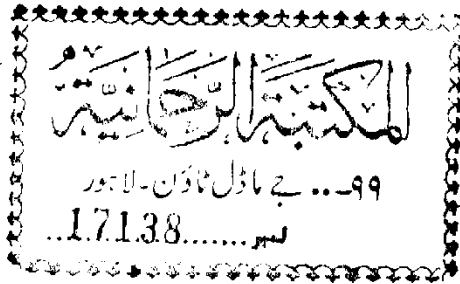 المكتبة الرحمانية
۹۹... جے ماڈل ٹاؤن - لاہور
نمبر.......17138..